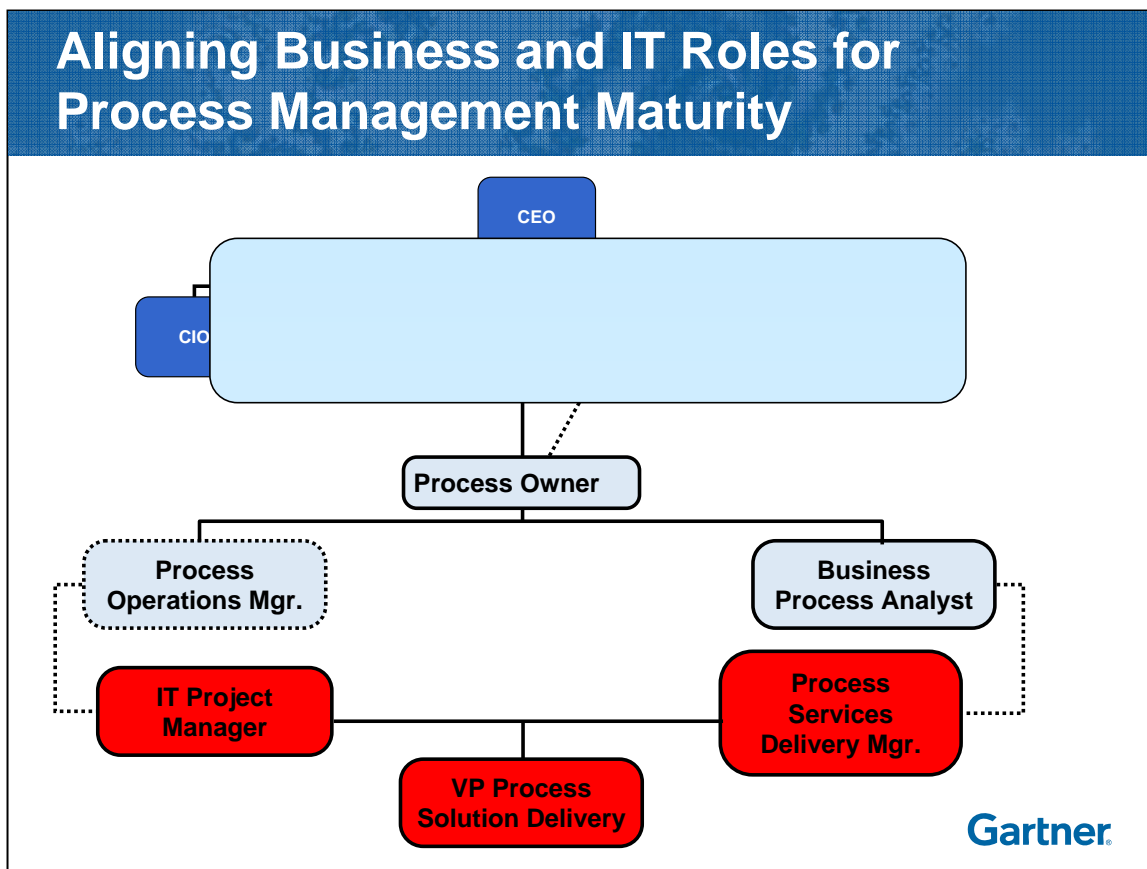 Aligning Business and IT Roles for
Process Management Maturity
CEO
CIO
Process Owner
Process
Operations Mgr.
Business
Process Analyst
IT Project
Manager
Process
Services
Delivery Mgr.
VP Process
Solution Delivery
Gartner®